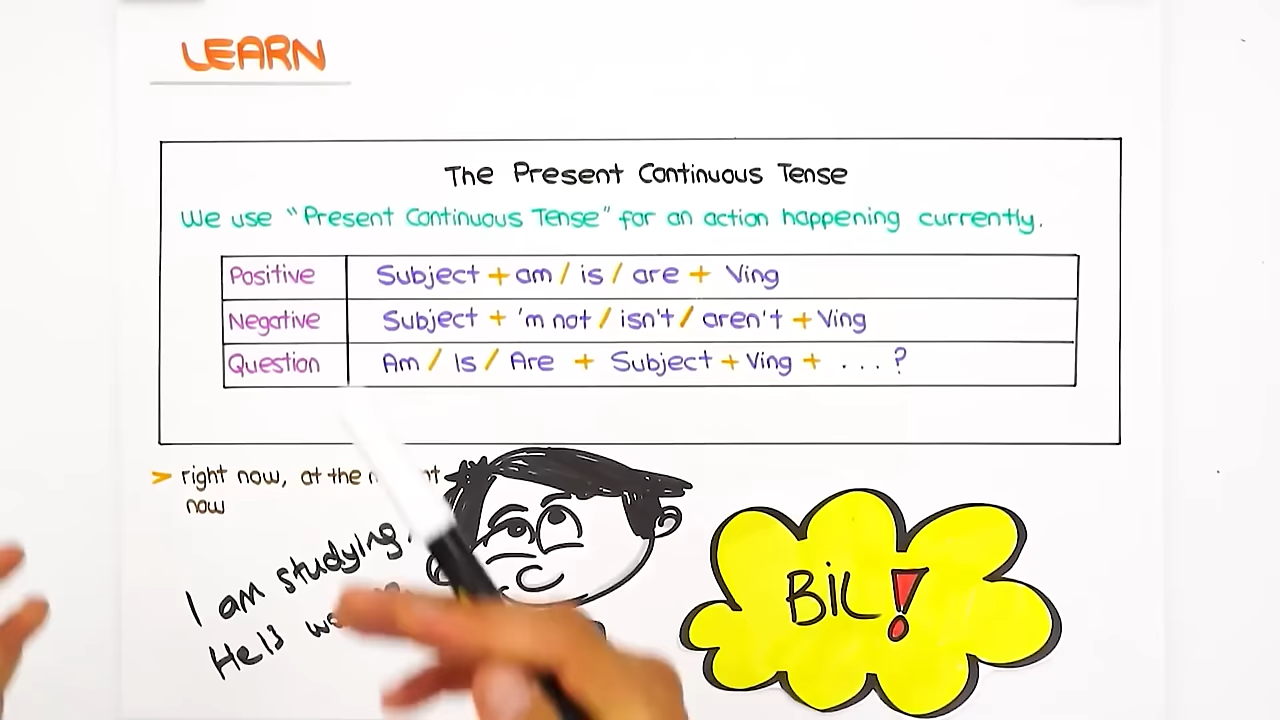 LEARN
The Present Continuous Tense
We use "Present Continuous Tense" for an action happening currently.
Positive Subject + am / is / are + Ving
Negative Subject + 'm not / isn't / aren't + Ving
Question Am / Is / Are + Subject + Ving + ...?
> right now, at the
now
I am studying.
He is
BİL!